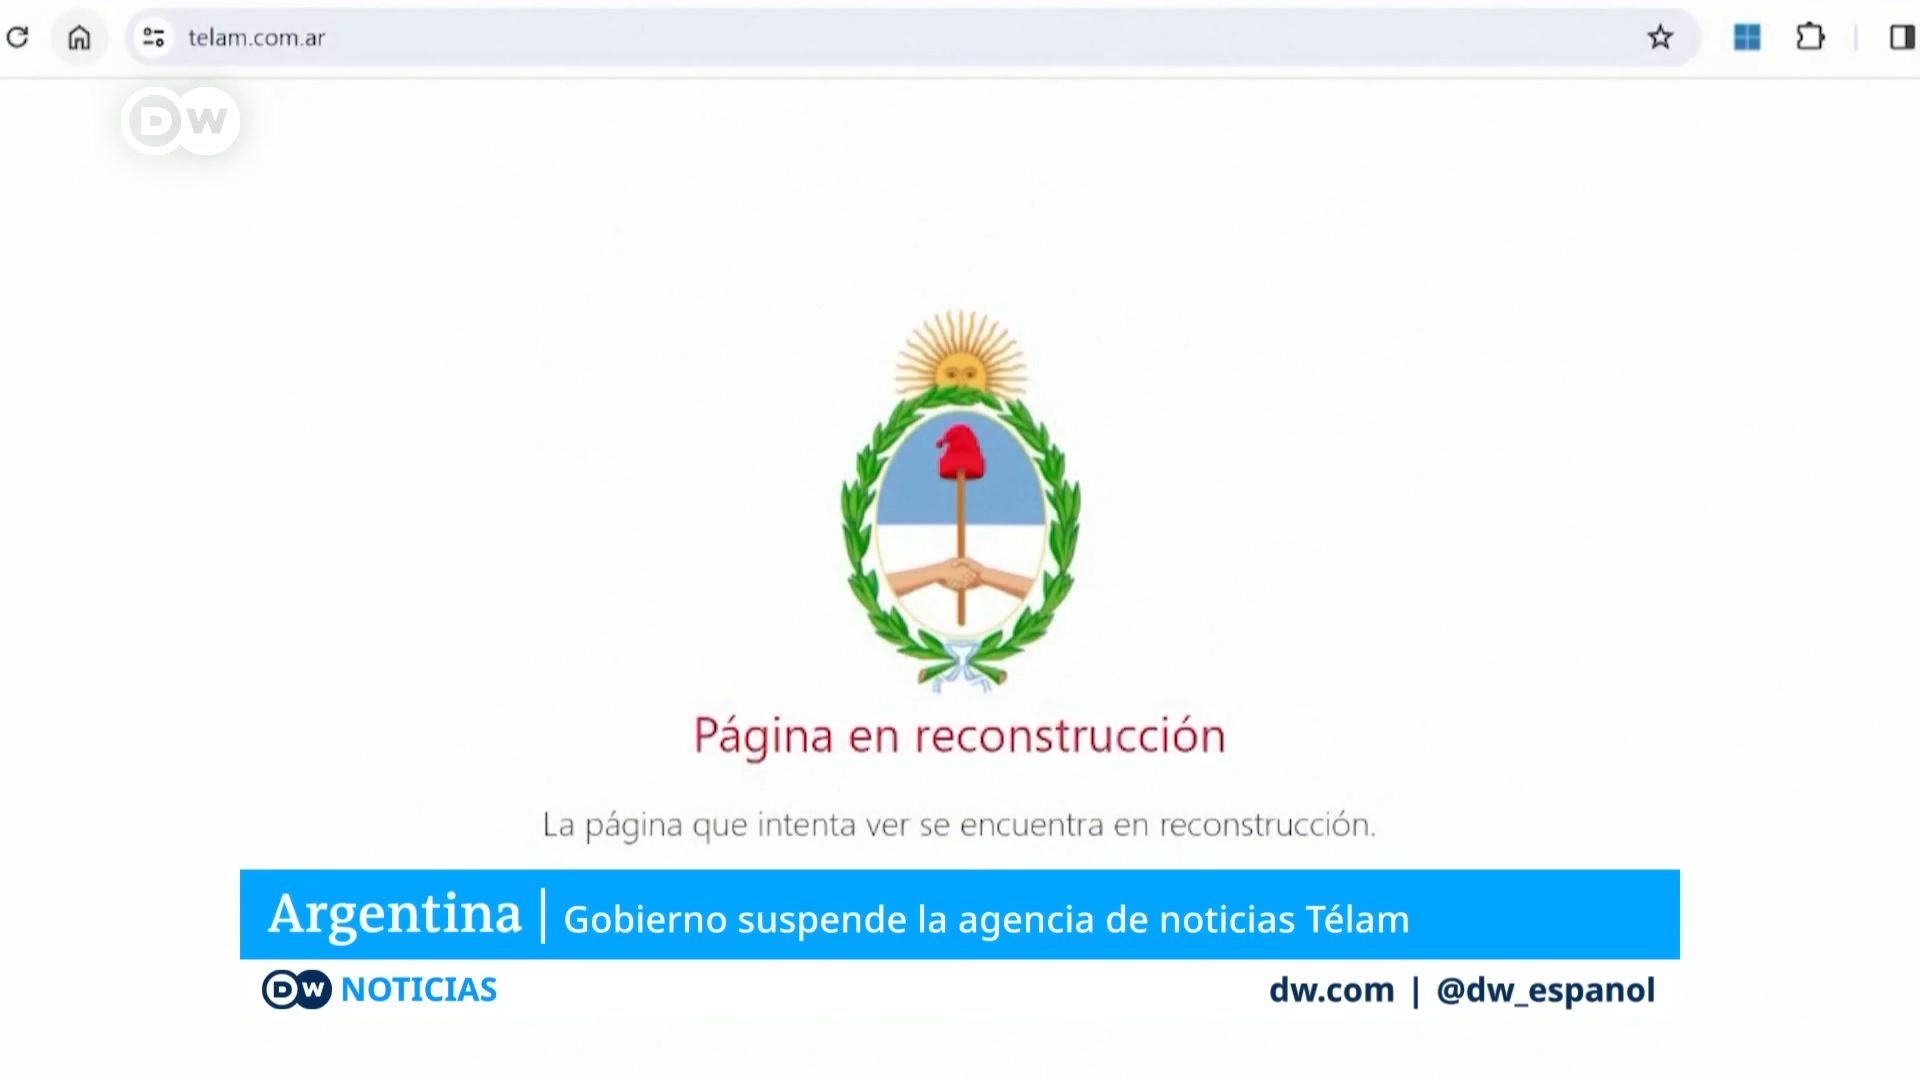 telam.com.ar
DW
Página en reconstrucción
La página que intenta ver se encuentra en reconstrucción.
Argentina | Gobierno suspende la agencia de noticias Télam
DW NOTICIAS
dw.com | @dw_espanol